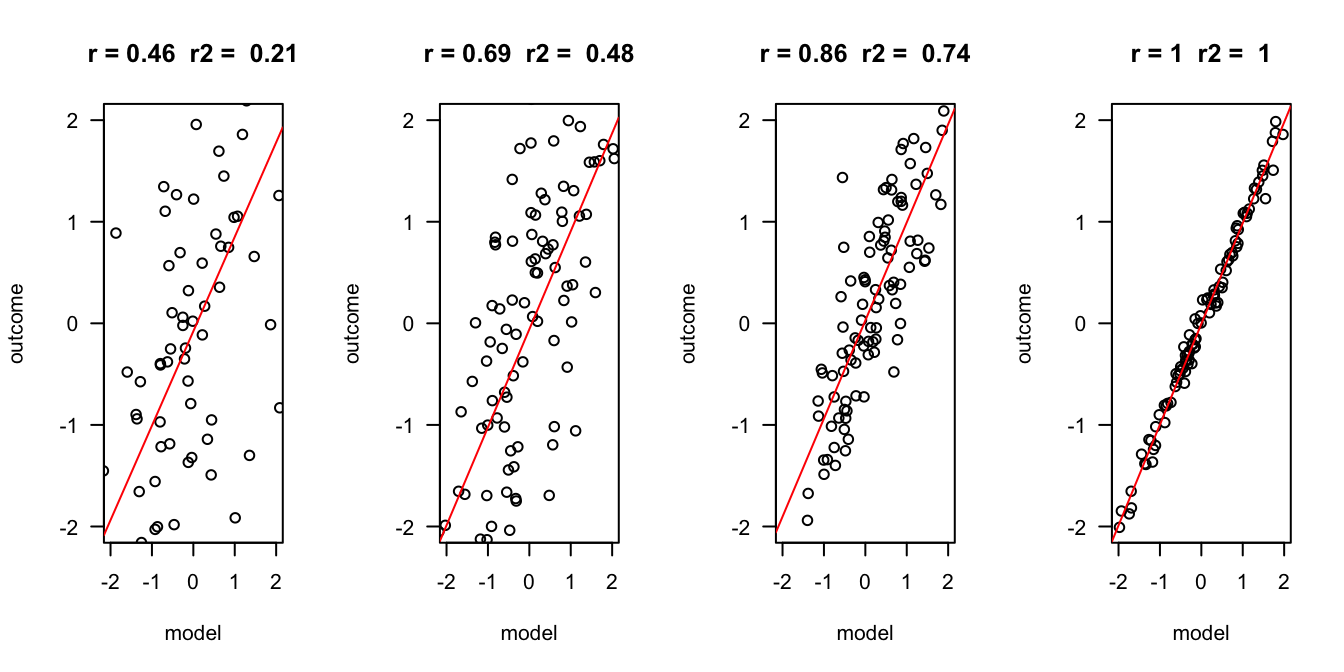 r = 0.46  r2 =  0.21
outcome
2
1
0
-1
-2
-2 -1 0 1 2
model
r = 0.69  r2 =  0.48
outcome
2
1
0
-1
-2
-2 -1 0 1 2
model
r = 0.86  r2 =  0.74
outcome
2
1
0
-1
-2
-2 -1 0 1 2
model
r = 1  r2 =  1
outcome
2
1
0
-1
-2
-2 -1 0 1 2
model